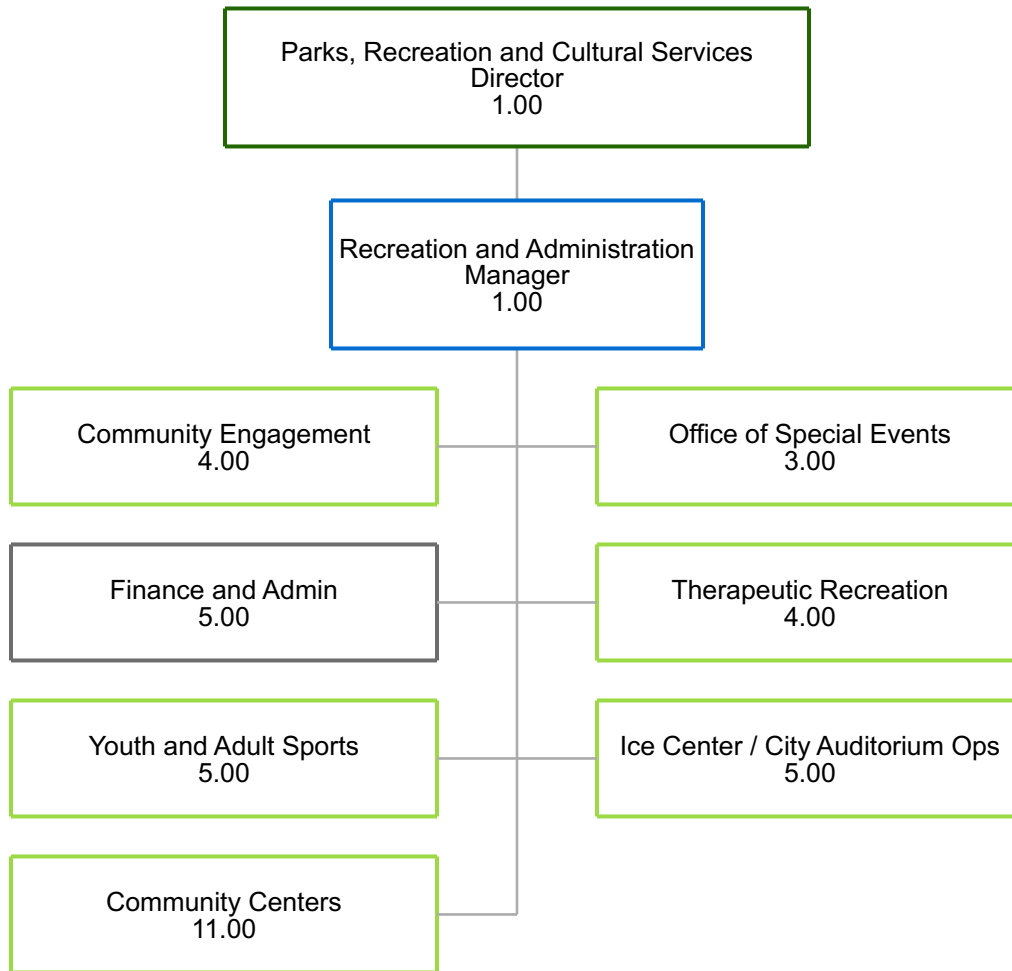 Parks, Recreation and Cultural Services
Director
1.00
Recreation and Administration
Manager
1.00
Community Engagement
4.00
Office of Special Events
3.00
Finance and Admin
5.00
Therapeutic Recreation
4.00
Youth and Adult Sports
5.00
Ice Center / City Auditorium Ops
5.00
Community Centers
11.00